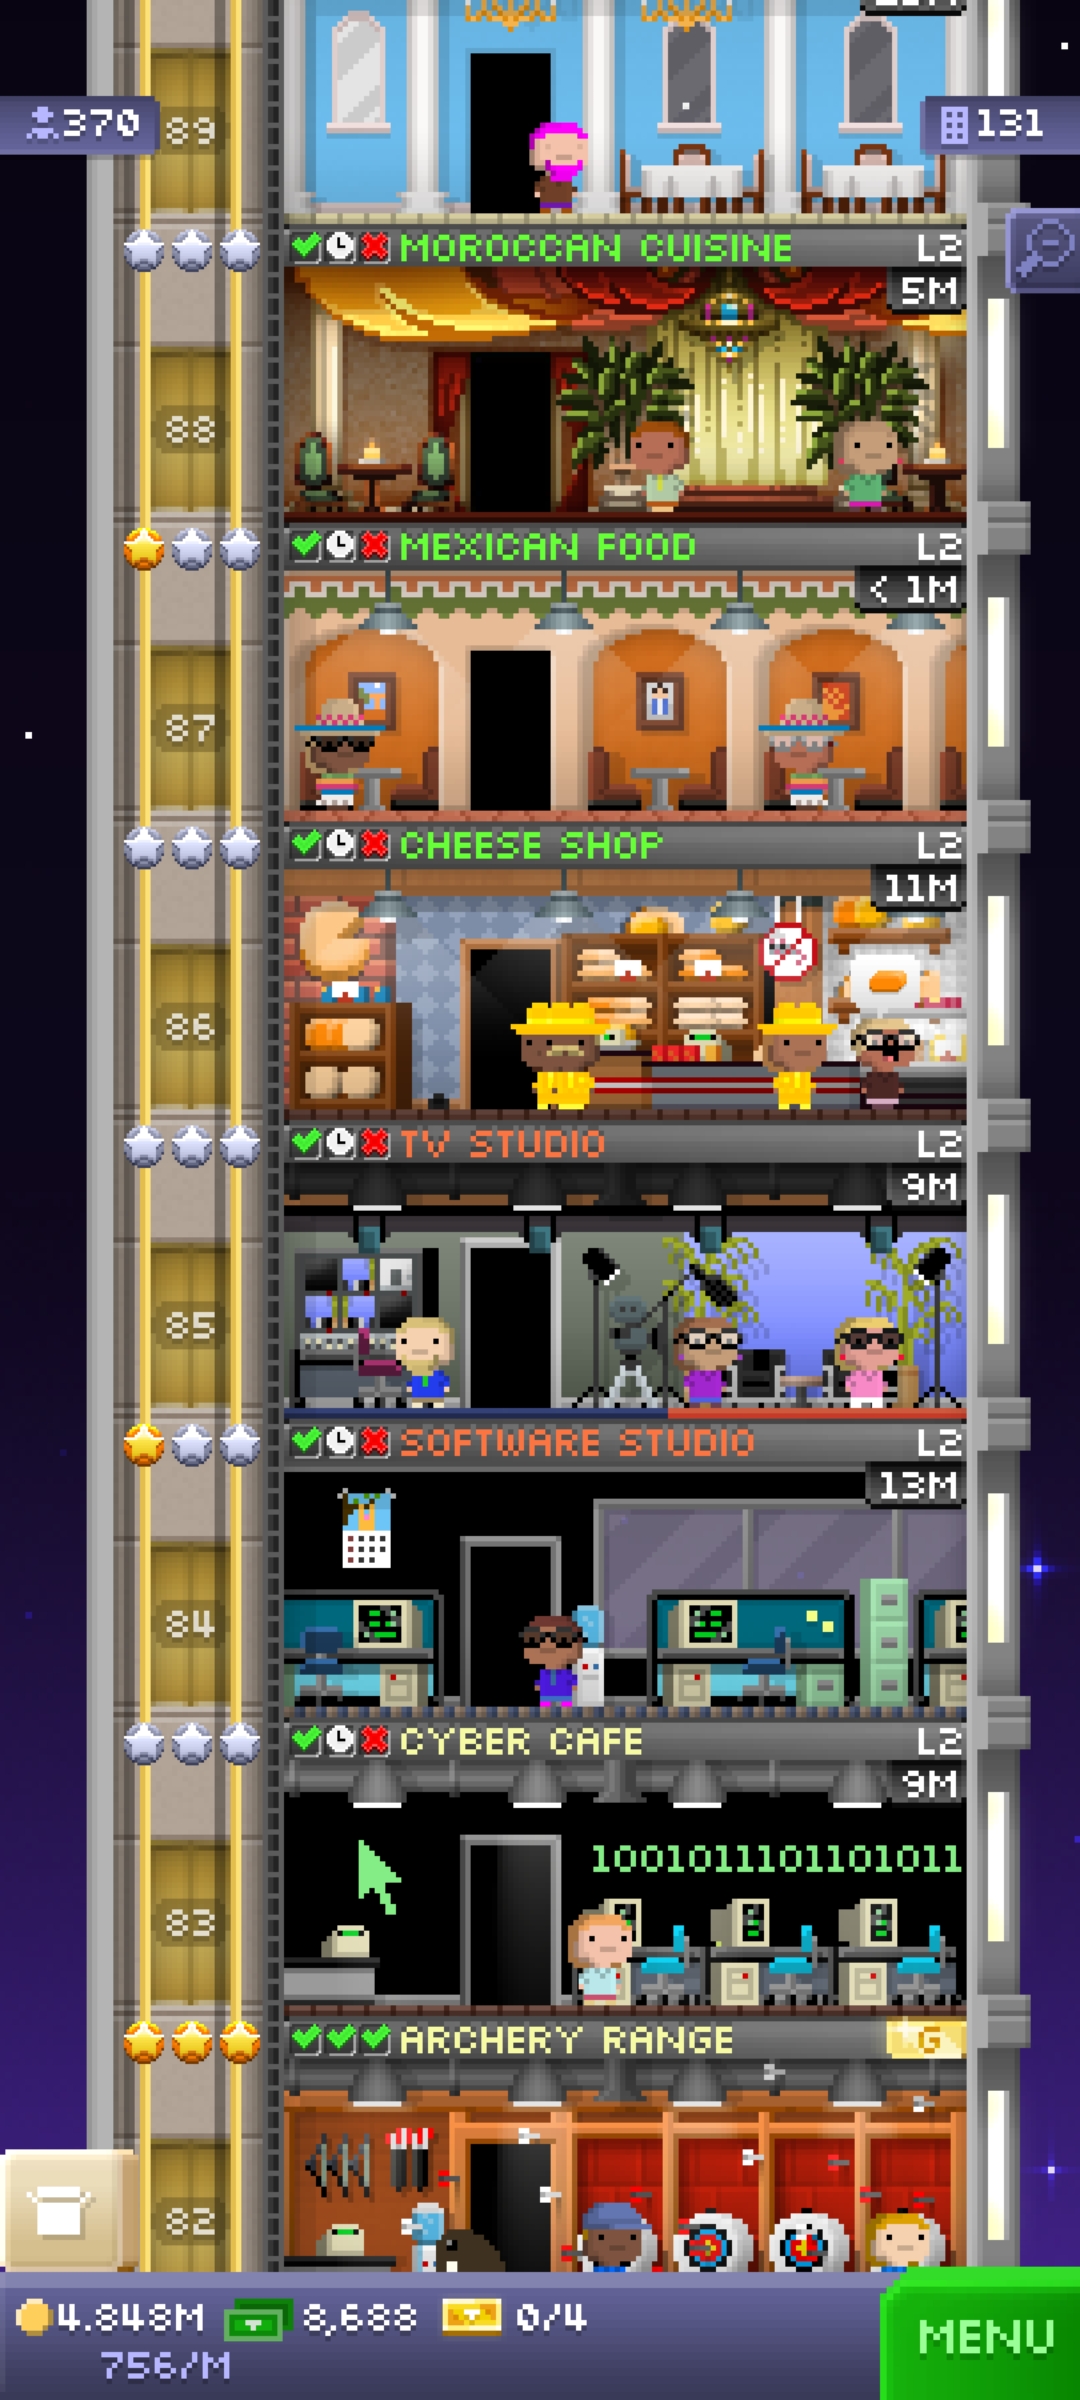 370
89
131
MOROCCAN CUISINE L2
5M
88
MEXICAN FOOD L2
< 1M
87
CHEESE SHOP L2
11M
86
TV STUDIO L2
9M
85
SOFTWARE STUDIO L2
13M
84
CYBER CAFE L2
9M
1001011101101011
83
ARCHERY RANGE G
82
4.848M 8,688 0/4
756/M
MENU